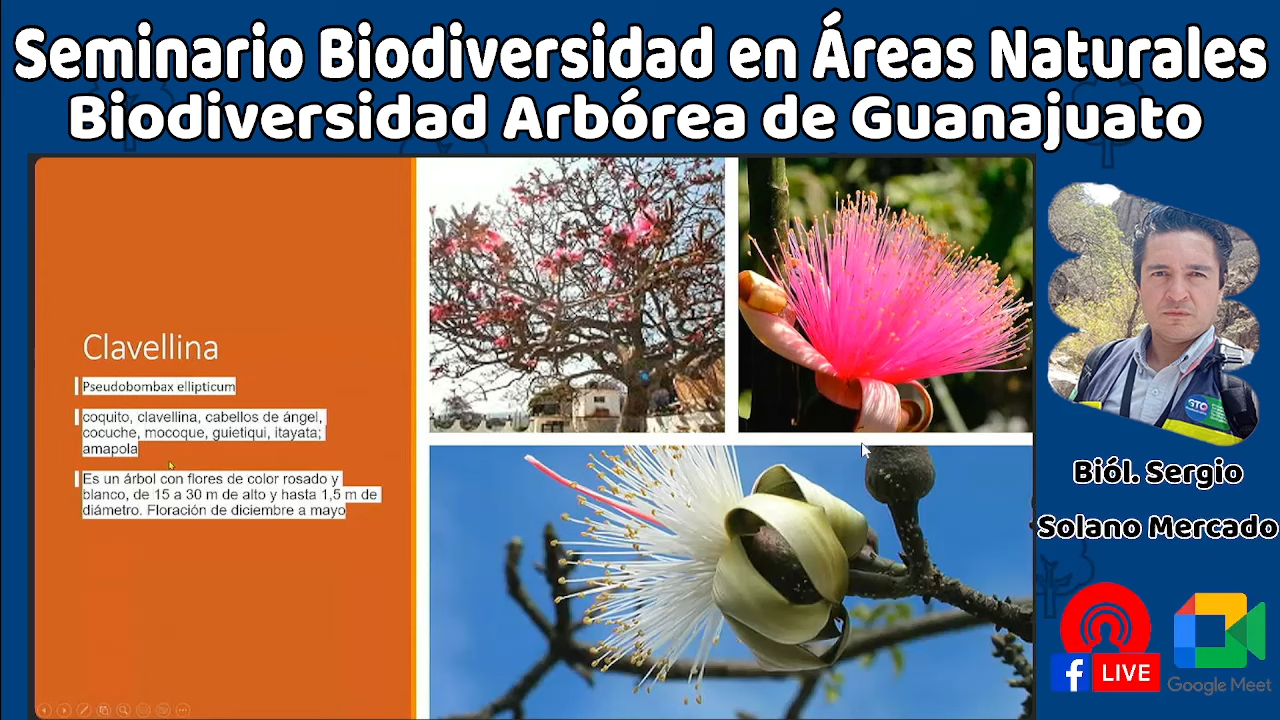 Seminario Biodiversidad en Áreas Naturales
Biodiversidad Arbórea de Guanajuato
Clavellina
Pseudobombax ellipticum
coquito, clavellina, cabellos de ángel,
cocuche, mocoque, guietiqui, itayata;
amapola
Es un árbol con flores de color rosado y
blanco, de 15 a 30 m de alto y hasta 1,5 m de
diámetro. Floración de diciembre a mayo
GTO
Biól. Sergio
Solano Mercado
f LIVE
Google Meet